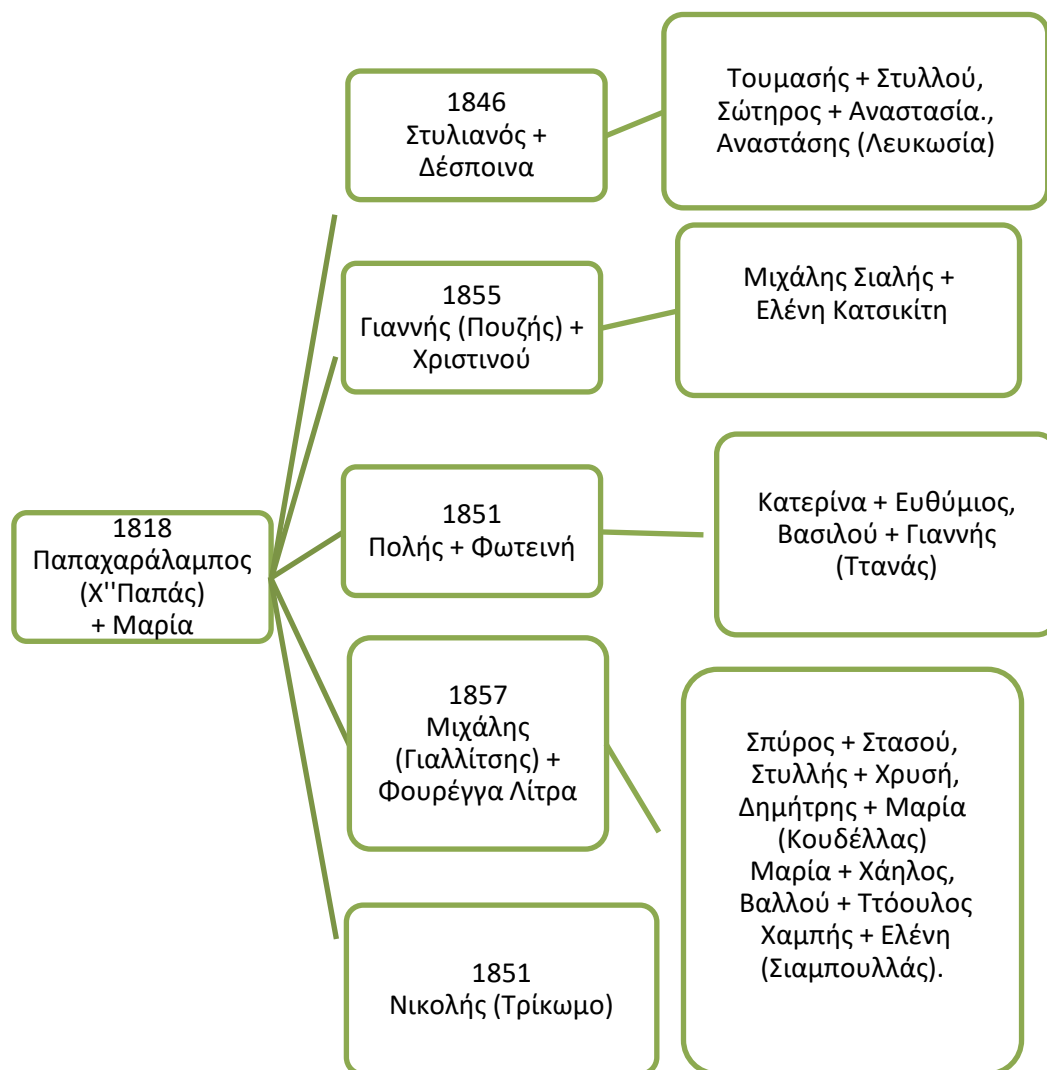 1818
Παπαχαράλαμπος
(Χ''Παπάς)
+ Μαρία
1846
Στυλιανός +
Δέσποινα
Τουμασής + Στυλλού,
Σώτηρος + Αναστασία.,
Αναστάσης (Λευκωσία)
1855
Γιαννής (Πουζής) +
Χριστινού
Μιχάλης Σιαλής +
Ελένη Κατσικίτη
1851
Πολής + Φωτεινή
Κατερίνα + Ευθύμιος,
Βασιλού + Γιαννής
(Ττανάς)
1857
Μιχάλης
(Γιαλλίτσης) +
Φουρέγγα Λίτρα
Σπύρος + Στασού,
Στυλλής + Χρυσή,
Δημήτρης + Μαρία
(Κουδέλλας)
Μαρία + Χάηλος,
Βαλλού + Ττόουλος
Χαμπής + Ελένη
(Σιαμπουλλάς).
1851
Νικολής (Τρίκωμο)